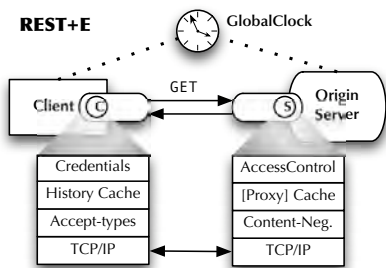 REST+E
GlobalClock
Client
C
GET
S
Origin
Server
Credentials
History Cache
Accept-types
TCP/IP
AccessControl
[Proxy] Cache
Content-Neg.
TCP/IP